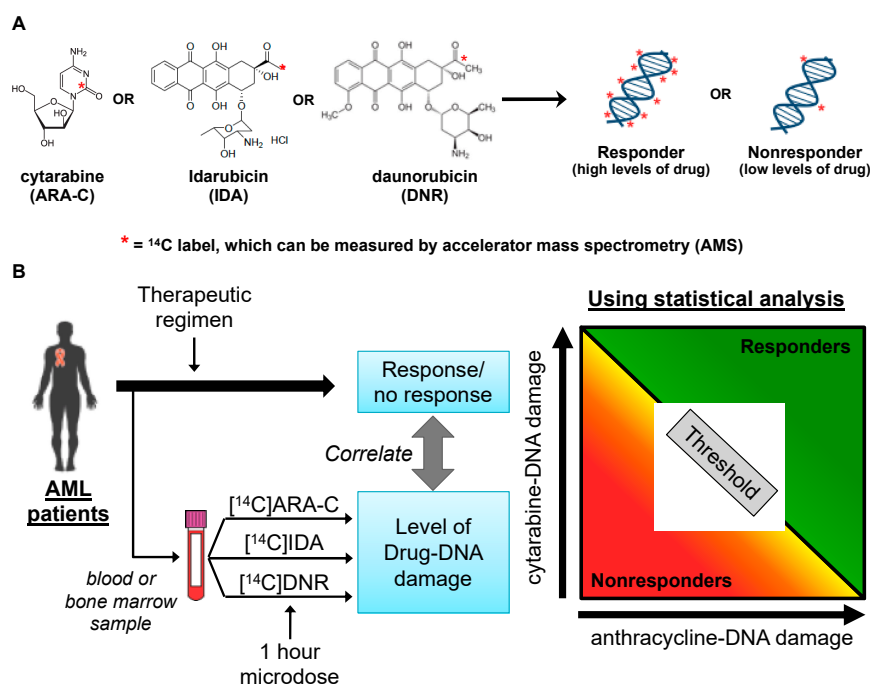 A
NH₂
N
*
N
O
HO
O
HO
OH
cytarabine
(ARA-C)
OR
O
OH
O
*
OH
O
OH
O
O
NH₂
OH
HCl
Idarubicin
(IDA)
OR
O
OH
O
*
CH₃
OH
OCH₃
O
OH
O
O
CH₃
OH
NH₂
daunorubicin
(DNR)
Responder
(high levels of drug)
OR
Nonresponder
(low levels of drug)
* = ¹⁴C label, which can be measured by accelerator mass spectrometry (AMS)
B
Therapeutic
regimen
AML
patients
blood or
bone marrow
sample
[¹⁴C]ARA-C
[¹⁴C]IDA
[¹⁴C]DNR
1 hour
microdose
Response/
no response
Correlate
Level of
Drug-DNA
damage
Using statistical analysis
cytarabine-DNA damage
Responders
Threshold
Nonresponders
anthracycline-DNA damage